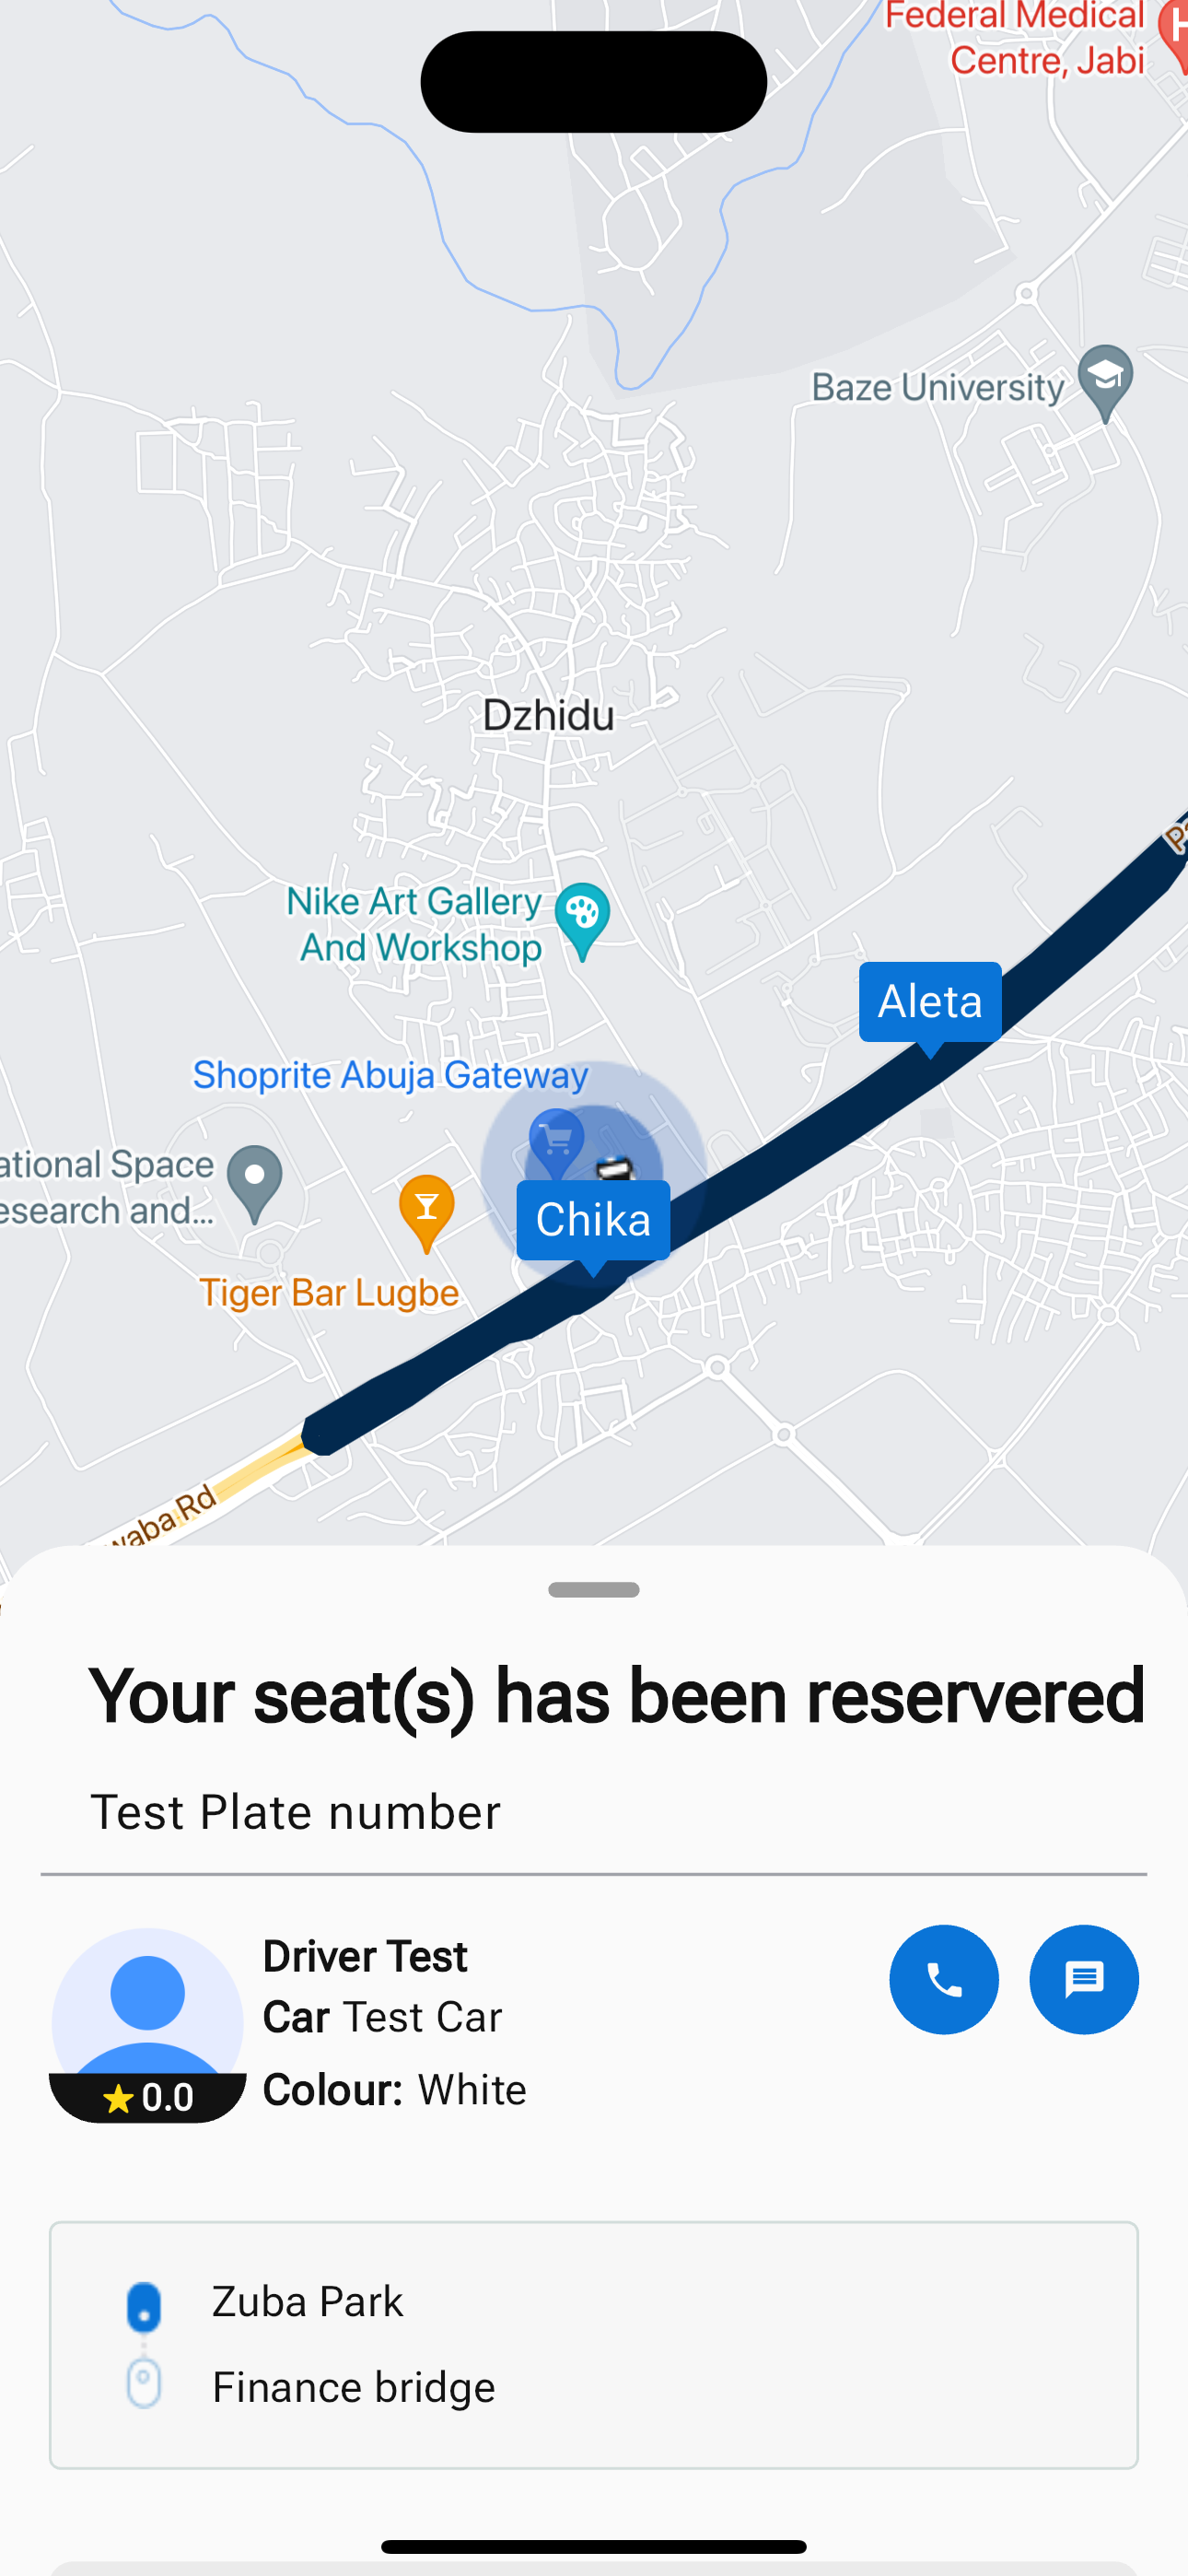 Federal Medical
Centre, Jabi
H
Baze University
Dzhidu
Nike Art Gallery
And Workshop
Aleta
Shoprite Abuja Gateway
ational Space
esearch and...
Chika
Tiger Bar Lugbe
waba Rd
Your seat(s) has been reservered
Test Plate number
Driver Test
Car Test Car
0.0
Colour: White
Zuba Park
Finance bridge